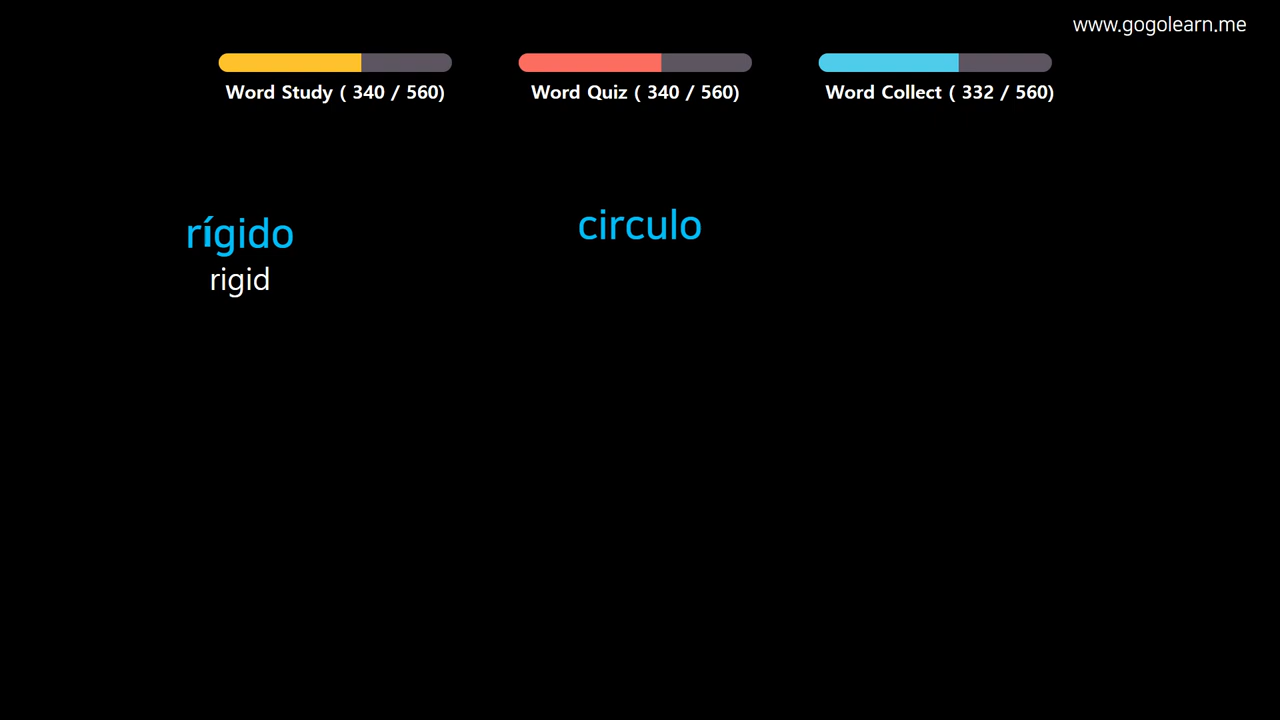 www.gogolearn.me
Word Study ( 340 / 560)
Word Quiz ( 340 / 560)
Word Collect ( 332 / 560)
rígido
rigid
circulo